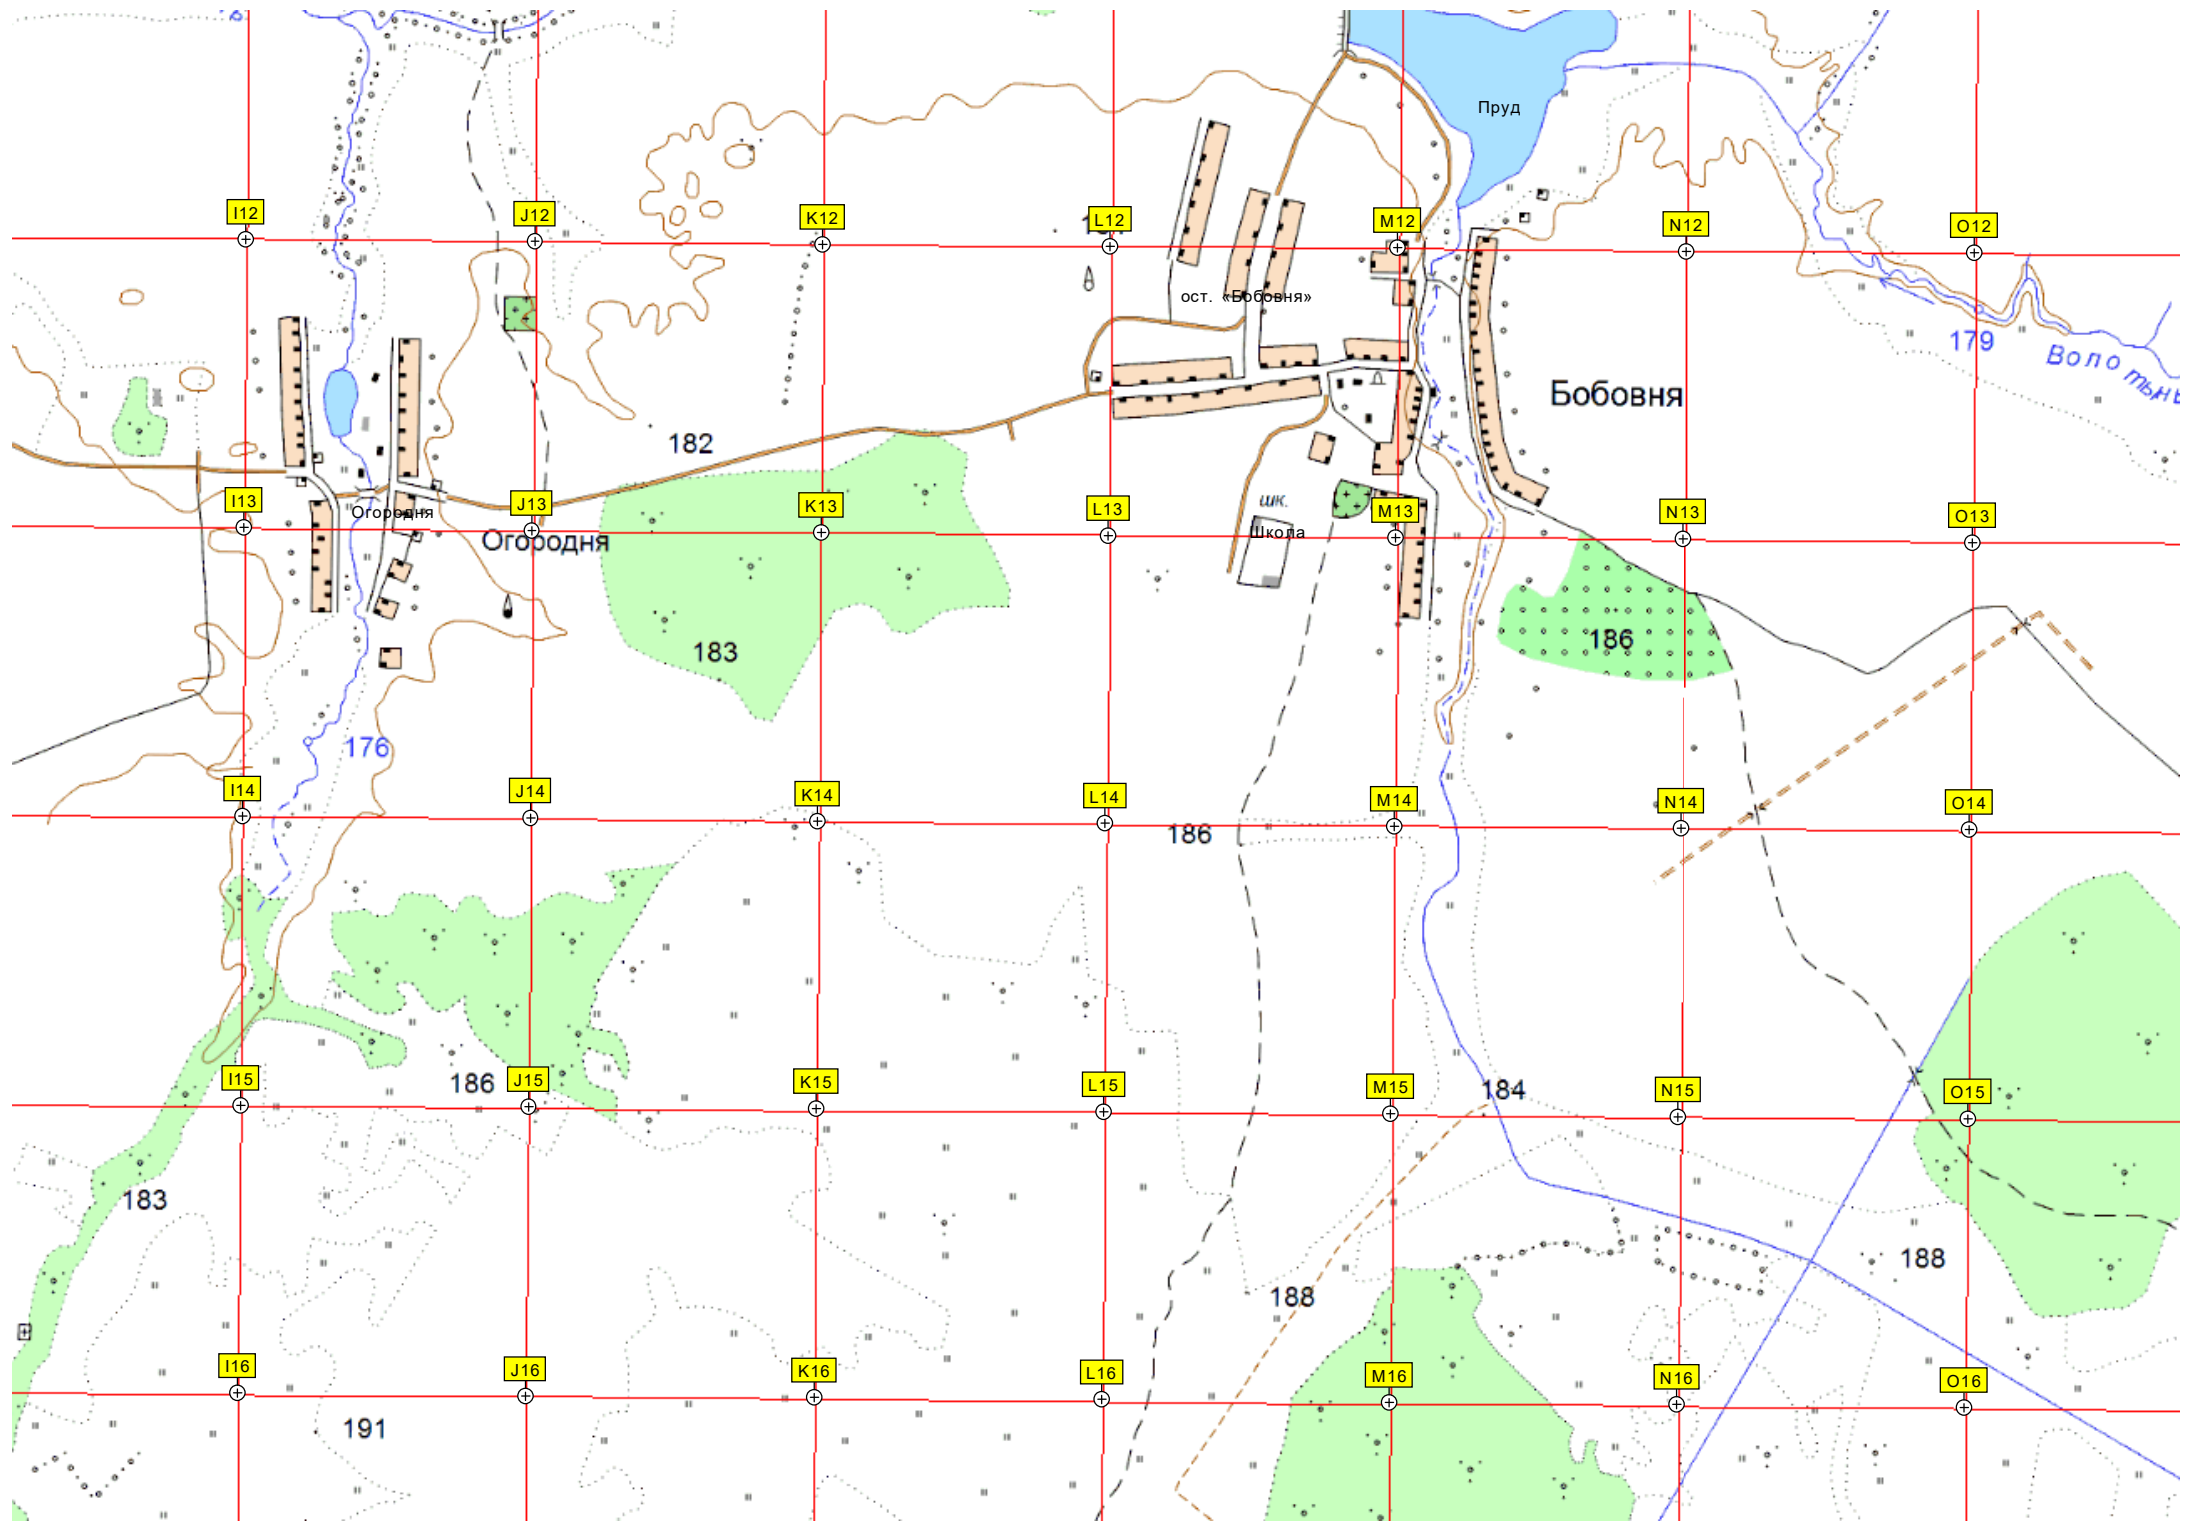 Пруд
I12
J12
K12
L12
M12
N12
O12
ост. «Бобовня»
179
Воло
Бобовня
182
I13
J13
K13
L13
M13
N13
O13
шк.
Огородня
Школа
Огородня
186
183
176
I14
J14
K14
L14
M14
N14
O14
186
I15
J15
K15
L15
M15
N15
O15
186
184
183
188
188
I16
J16
K16
L16
M16
N16
O16
191